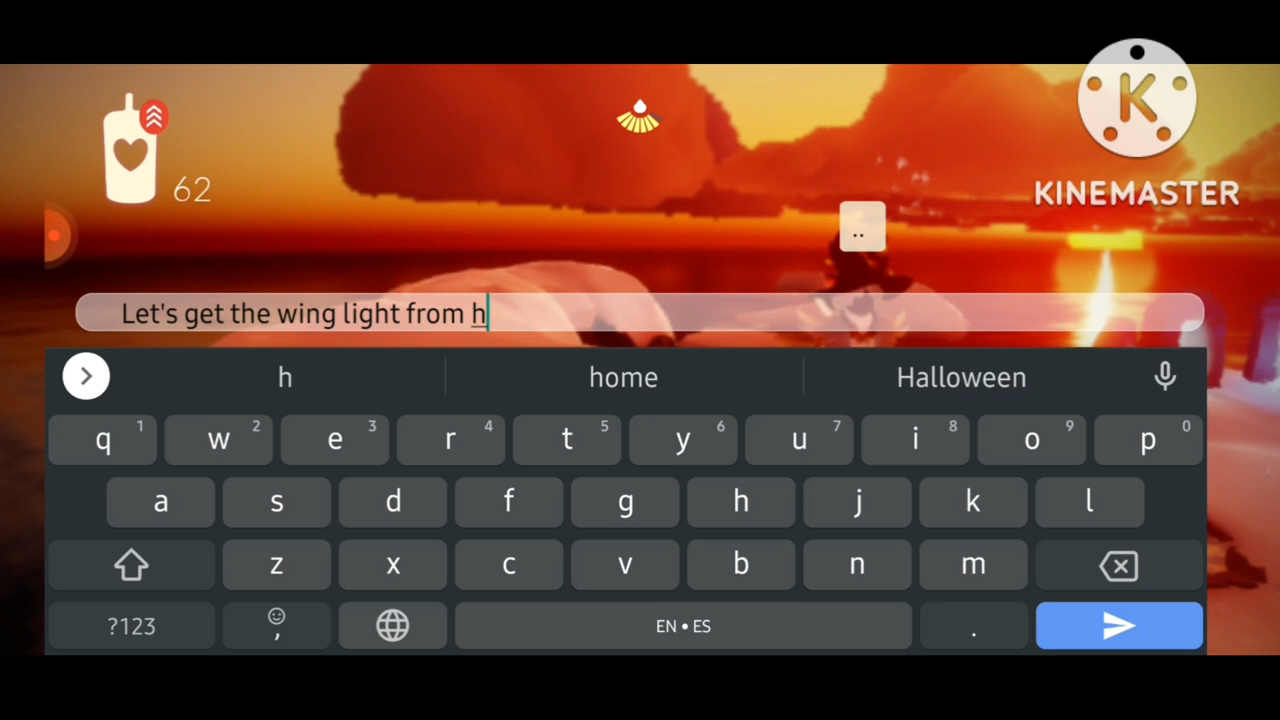 K
KINEMASTER
62
..
Let's get the wing light from h
h home Halloween
q 1 w 2 e 3 r 4 t 5 y 6 u 7 i 8 o 9 p 0
a s d f g h j k l
z x c v b n m
?123 , EN • ES .